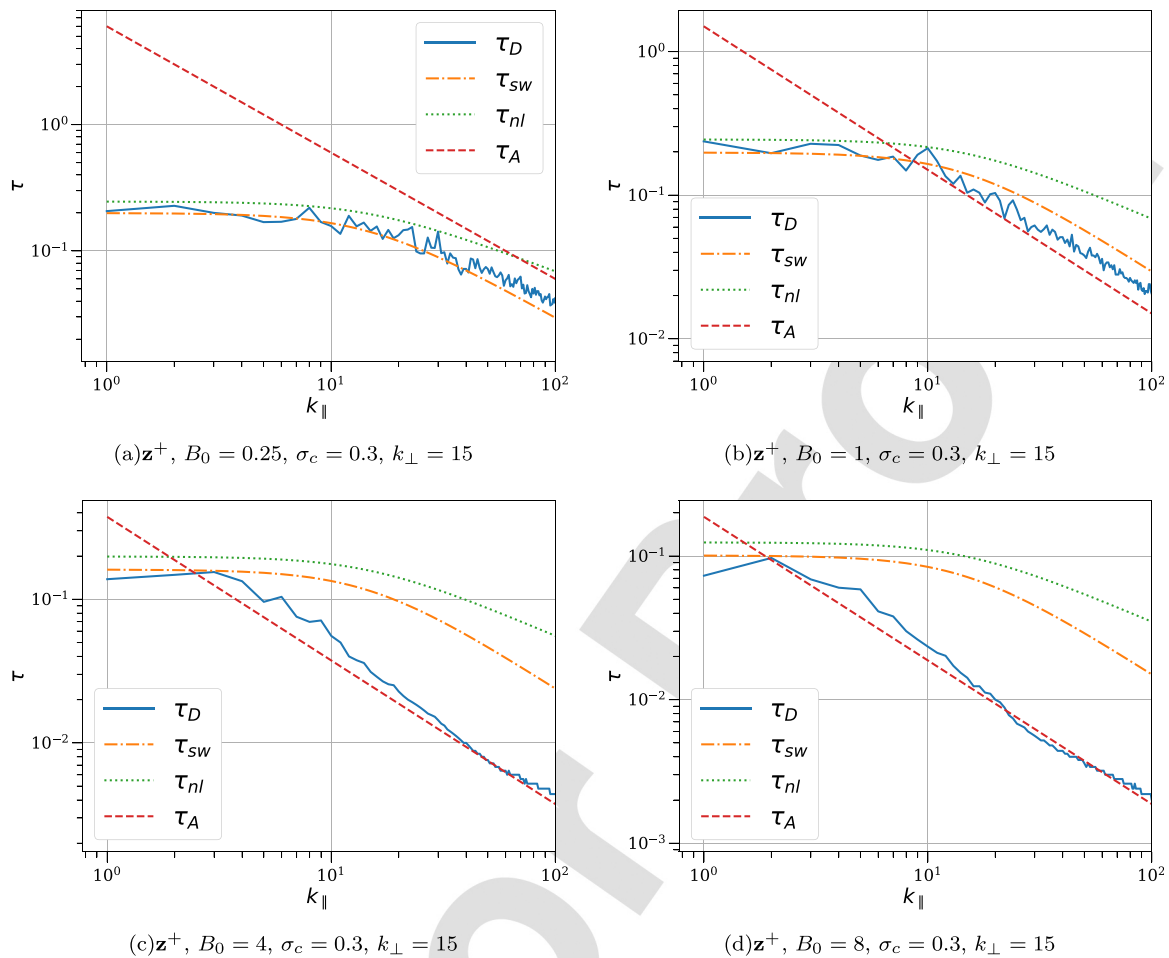 τ_D
τ_sw
τ_nl
τ_A
10^0
10^-1
τ
10^0 10^1 10^2
k_∥
(a)z^+, B_0 = 0.25, σ_c = 0.3, k_⊥ = 15
10^0
10^-1
10^-2
τ
τ_D
τ_sw
τ_nl
τ_A
10^0 10^1 10^2
k_∥
(b)z^+, B_0 = 1, σ_c = 0.3, k_⊥ = 15
10^-1
10^-2
τ
τ_D
τ_sw
τ_nl
τ_A
10^0 10^1 10^2
k_∥
(c)z^+, B_0 = 4, σ_c = 0.3, k_⊥ = 15
10^-1
10^-2
10^-3
τ
τ_D
τ_sw
τ_nl
τ_A
10^0 10^1 10^2
k_∥
(d)z^+, B_0 = 8, σ_c = 0.3, k_⊥ = 15